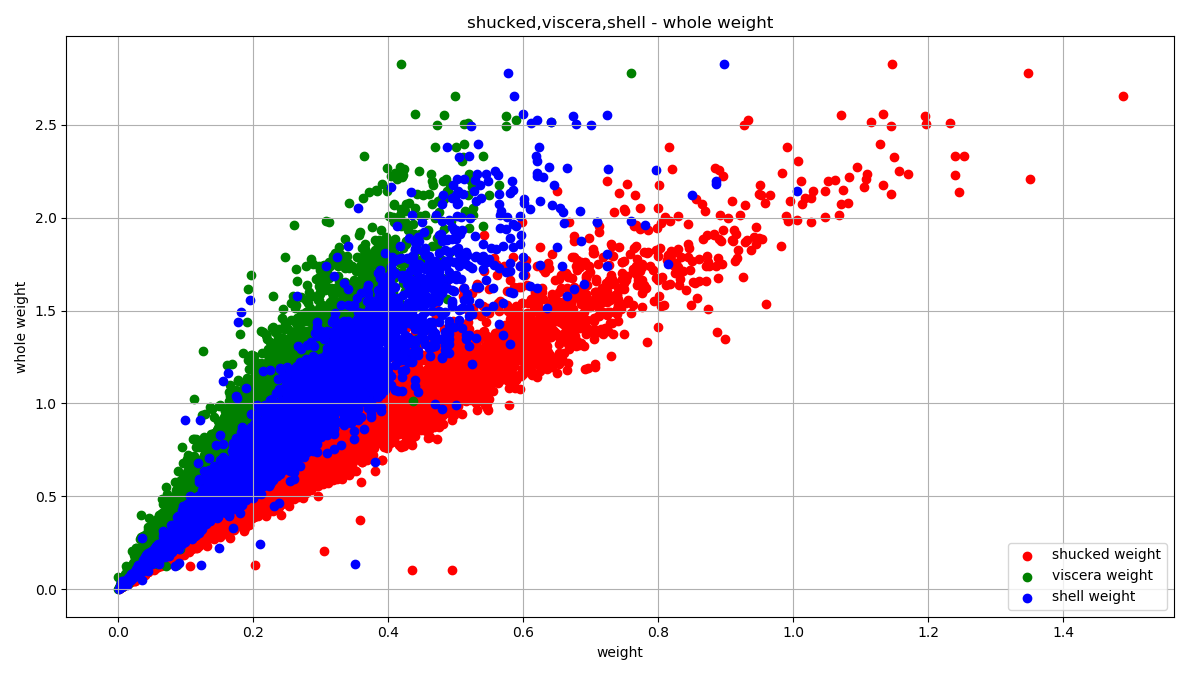 shucked,viscera,shell - whole weight
whole weight
2.5
2.0
1.5
1.0
0.5
0.0
0.0 0.2 0.4 0.6 0.8 1.0 1.2 1.4
weight
shucked weight
viscera weight
shell weight